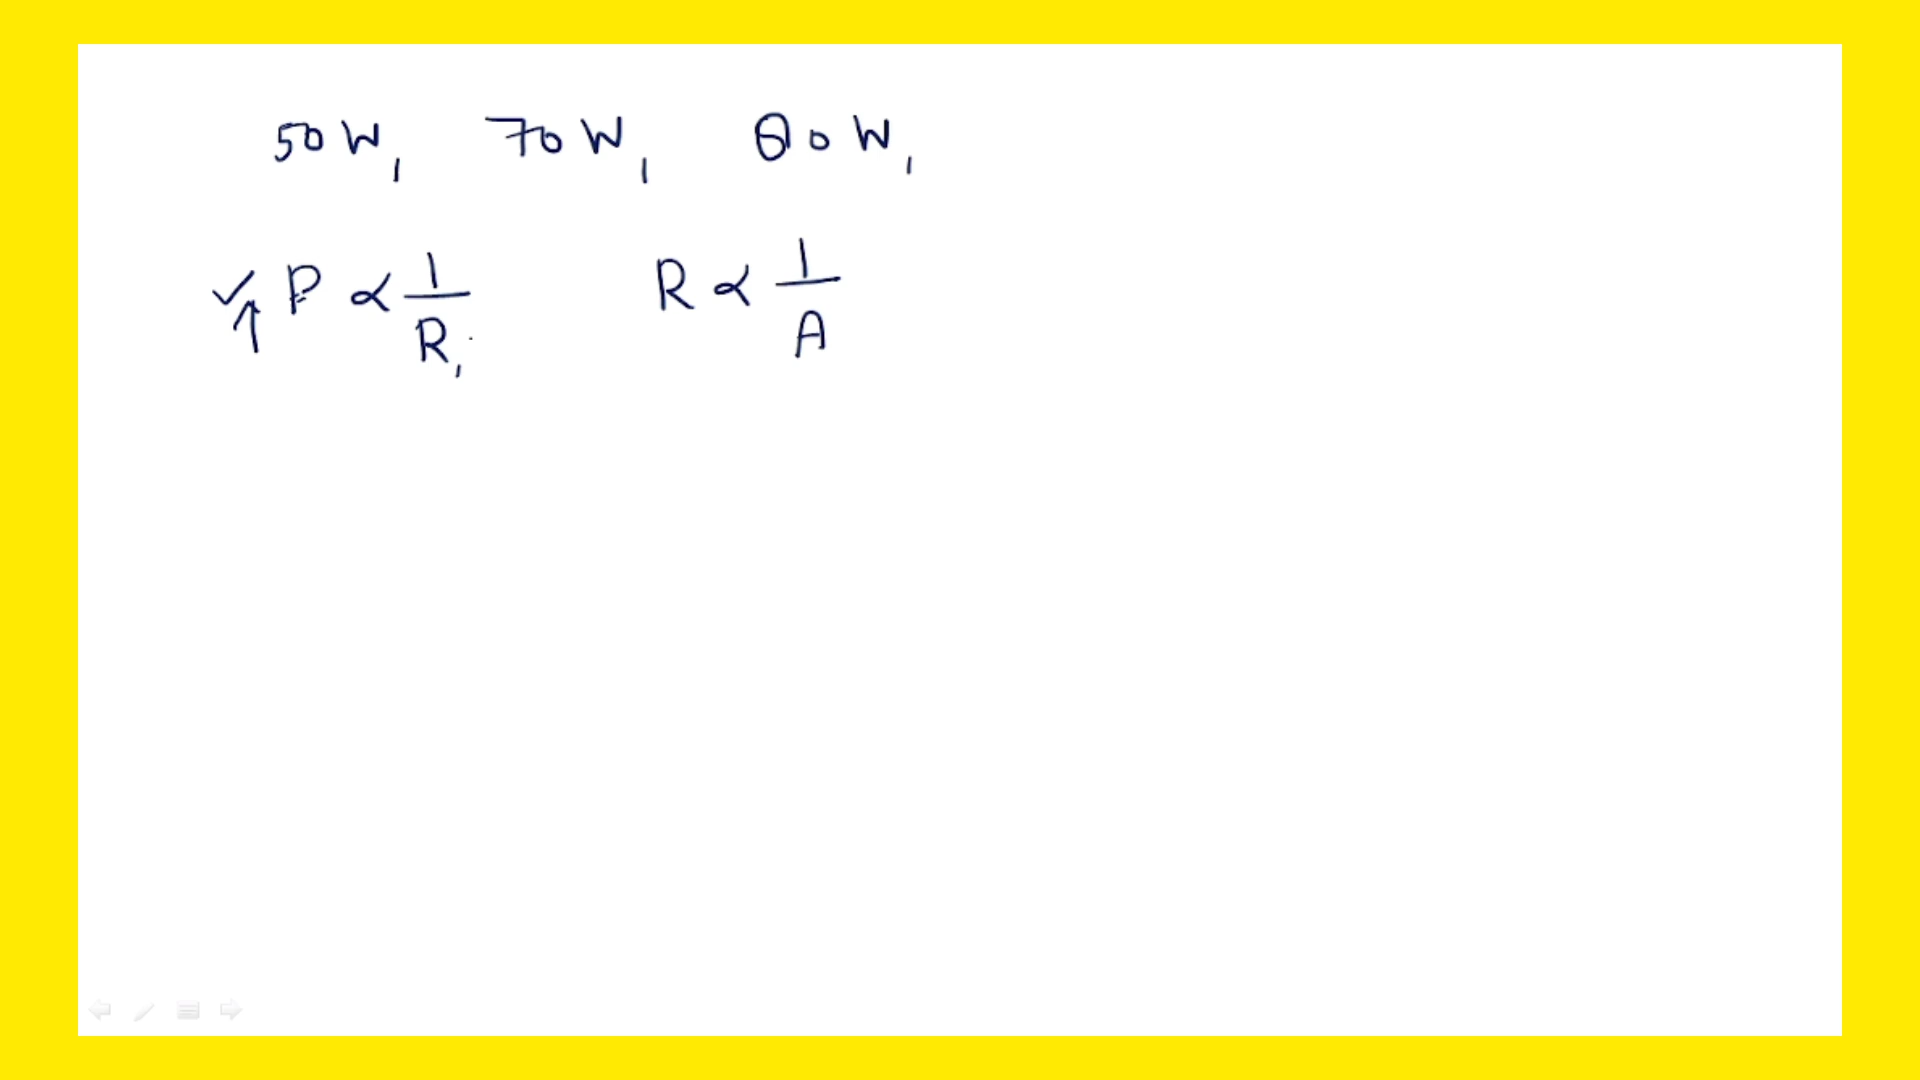 50 W, 70 W, 80 W,
✓↑ P ∝ 1/R, R ∝ 1/A